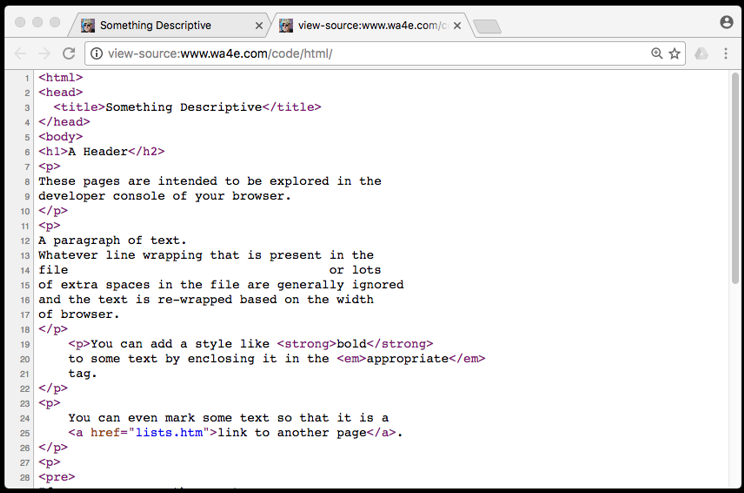 Something Descriptive
view-source:www.wa4e.com/c
view-source:www.wa4e.com/code/html/
1 <html>
2 <head>
3 <title>Something Descriptive</title>
4 </head>
5 <body>
6 <h1>A Header</h2>
7 <p>
8 These pages are intended to be explored in the
9 developer console of your browser.
10 </p>
11 <p>
12 A paragraph of text.
13 Whatever line wrapping that is present in the
14 file or lots
15 of extra spaces in the file are generally ignored
16 and the text is re-wrapped based on the width
17 of browser.
18 </p>
19 <p>You can add a style like <strong>bold</strong>
20 to some text by enclosing it in the <em>appropriate</em>
21 tag.
22 </p>
23 <p>
24 You can even mark some text so that it is a
25 <a href="lists.htm">link to another page</a>.
26 </p>
27 <p>
28 <pre>